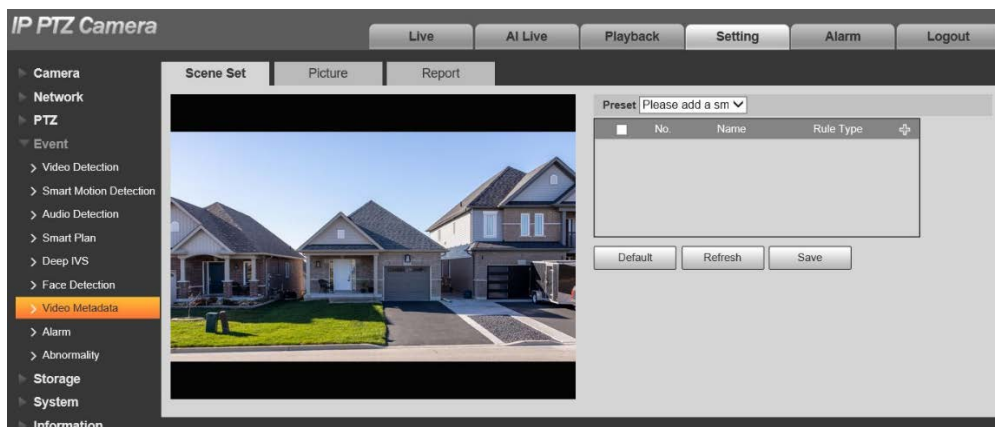 IP PTZ Camera
Live
AI Live
Playback
Setting
Alarm
Logout
Camera
Network
PTZ
Event
Video Detection
Smart Motion Detection
Audio Detection
Smart Plan
Deep IVS
Face Detection
Video Metadata
Alarm
Abnormality
Storage
System
Information
Scene Set
Picture
Report
Preset Please add a sm
No. Name Rule Type
Default Refresh Save